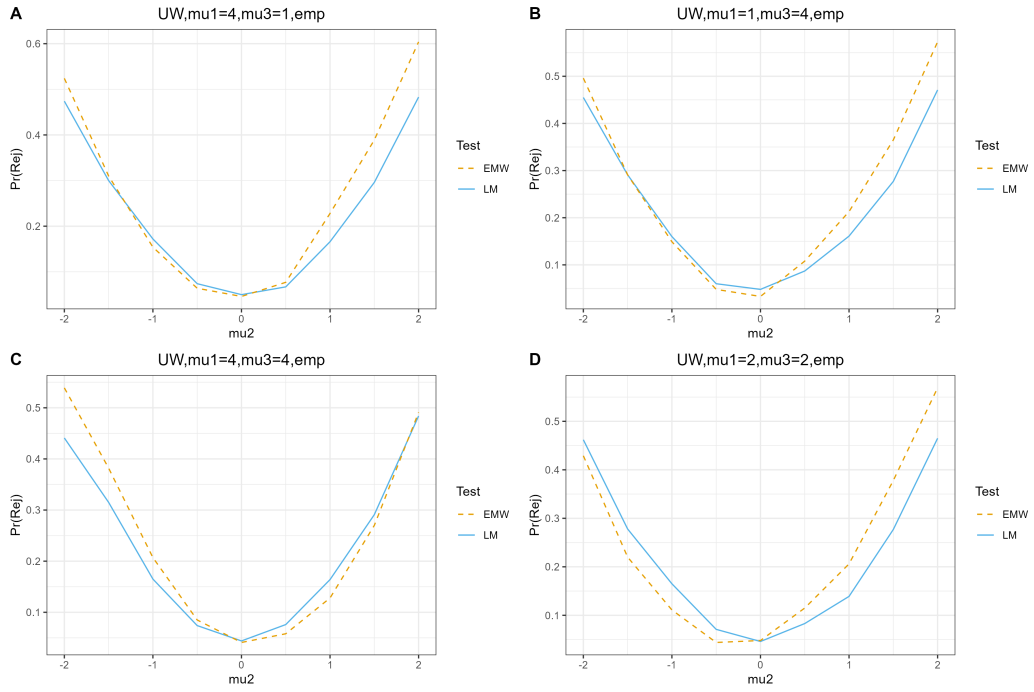 A
UW,mu1=4,mu3=1,emp
Pr(Rej)
0.6
0.4
0.2
-2 -1 0 1 2
mu2
Test
EMW
LM
B
UW,mu1=1,mu3=4,emp
Pr(Rej)
0.5
0.4
0.3
0.2
0.1
-2 -1 0 1 2
mu2
Test
EMW
LM
C
UW,mu1=4,mu3=4,emp
Pr(Rej)
0.5
0.4
0.3
0.2
0.1
-2 -1 0 1 2
mu2
Test
EMW
LM
D
UW,mu1=2,mu3=2,emp
Pr(Rej)
0.5
0.4
0.3
0.2
0.1
-2 -1 0 1 2
mu2
Test
EMW
LM